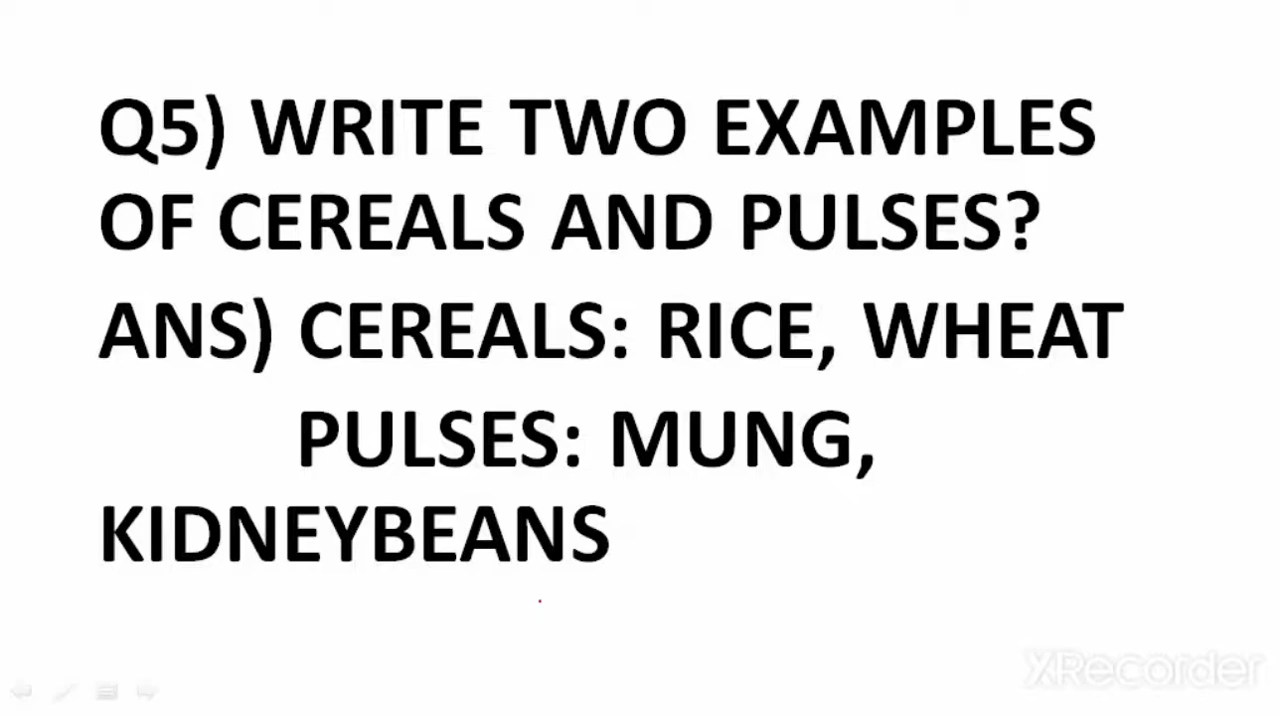 Q5) WRITE TWO EXAMPLES
OF CEREALS AND PULSES?
ANS) CEREALS: RICE, WHEAT
PULSES: MUNG,
KIDNEYBEANS
XRecorder